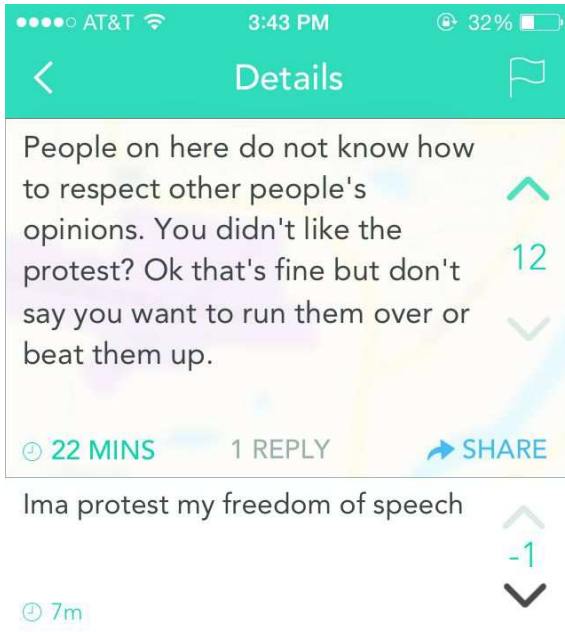 AT&T 3:43 PM 32%
Details
People on here do not know how
to respect other people's
opinions. You didn't like the
protest? Ok that's fine but don't
say you want to run them over or
beat them up.
12
22 MINS 1 REPLY SHARE
Ima protest my freedom of speech
-1
7m